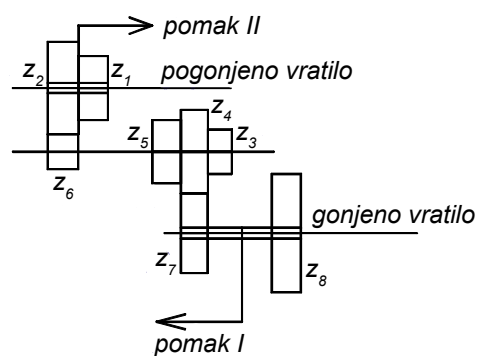 pomak II
z2 z1 pogonjeno vratilo
z4
z5 z3
z6
gonjeno vratilo
z7 z8
pomak I